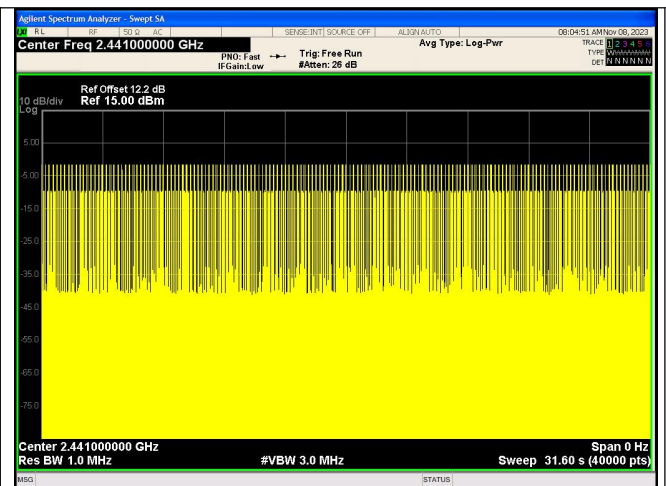 Agilent Spectrum Analyzer - Swept SA
RL RF 50 Ω AC SENSE:INT SOURCE OFF ALIGN AUTO 08:04:51 AM Nov 08, 2023
Center Freq 2.441000000 GHz Avg Type: Log-Pwr TRACE 1 2 3 4 5 6
PNO: Fast Trig: Free Run TYPE
IFGain:Low #Atten: 26 dB DET N N N N N N
Ref Offset 12.2 dB
10 dB/div Ref 15.00 dBm
Log
5.00
-5.00
-15.0
-25.0
-35.0
-45.0
-55.0
-65.0
-75.0
Center 2.441000000 GHz Span 0 Hz
Res BW 1.0 MHz #VBW 3.0 MHz Sweep 31.60 s (40000 pts)
MSG STATUS